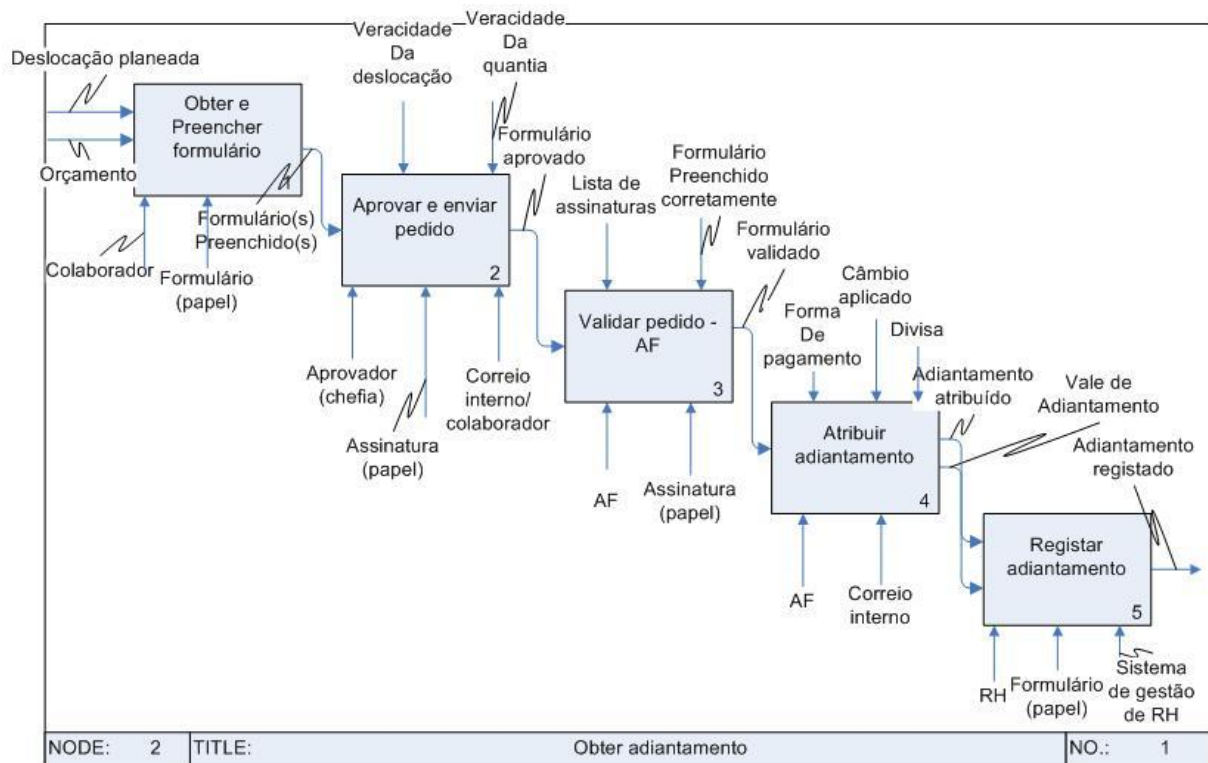 Deslocação planeada
Orçamento
Obter e
Preencher
formulário
Colaborador
Formulário
(papel)
Formulário(s)
Preenchido(s)
Veracidade
Da
deslocação
Veracidade
Da
quantia
Aprovar e enviar
pedido
2
Aprovador
(chefia)
Assinatura
(papel)
Correio
interno/
colaborador
Formulário
aprovado
Lista de
assinaturas
Formulário
Preenchido
corretamente
Validar pedido -
AF
3
AF
Assinatura
(papel)
Formulário
validado
Forma
De
pagamento
Câmbio
aplicado
Divisa
Atribuir
adiantamento
4
AF
Correio
interno
Adiantamento
atribuído
Vale de
Adiantamento
Registar
adiantamento
5
RH
Formulário
(papel)
Sistema
de gestão
de RH
Adiantamento
registado
NODE: 2 TITLE: Obter adiantamento NO.: 1